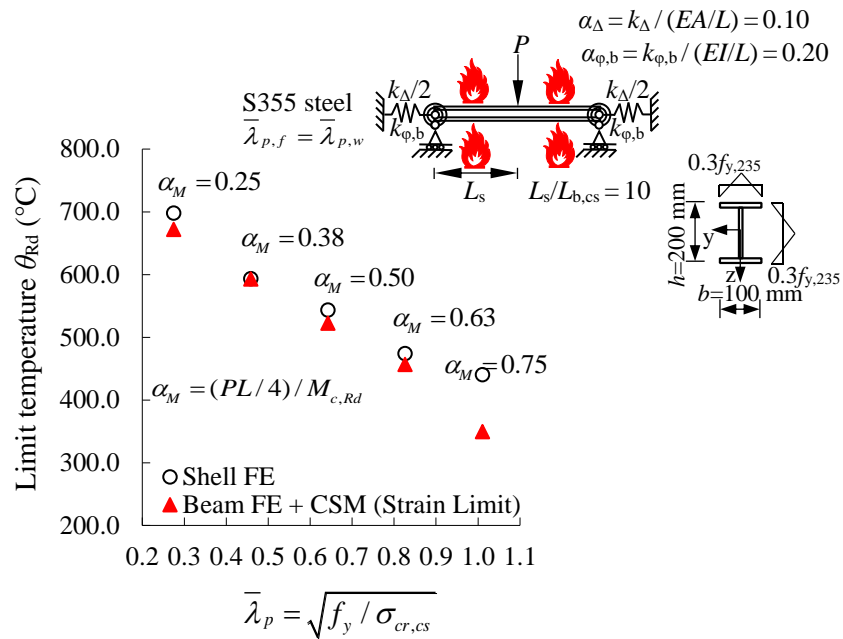 α_Δ = k_Δ / (EA/L) = 0.10
α_φ,b = k_φ,b / (EI/L) = 0.20
P
k_Δ/2
k_Δ/2
S355 steel
k_φ,b
k_φ,b
λ̅_p,f = λ̅_p,w
L_s
L_s/L_b,cs = 10
0.3f_y,235
h=200 mm
y
z
0.3f_y,235
b=100 mm
Limit temperature θ_Rd (°C)
800.0
700.0
600.0
500.0
400.0
300.0
200.0
α_M = 0.25
α_M = 0.38
α_M = 0.50
α_M = 0.63
α_M = 0.75
α_M = (PL / 4) / M_c,Rd
Shell FE
Beam FE + CSM (Strain Limit)
0.2 0.3 0.4 0.5 0.6 0.7 0.8 0.9 1.0 1.1
λ̅_p = √(f_y / σ_cr,cs)